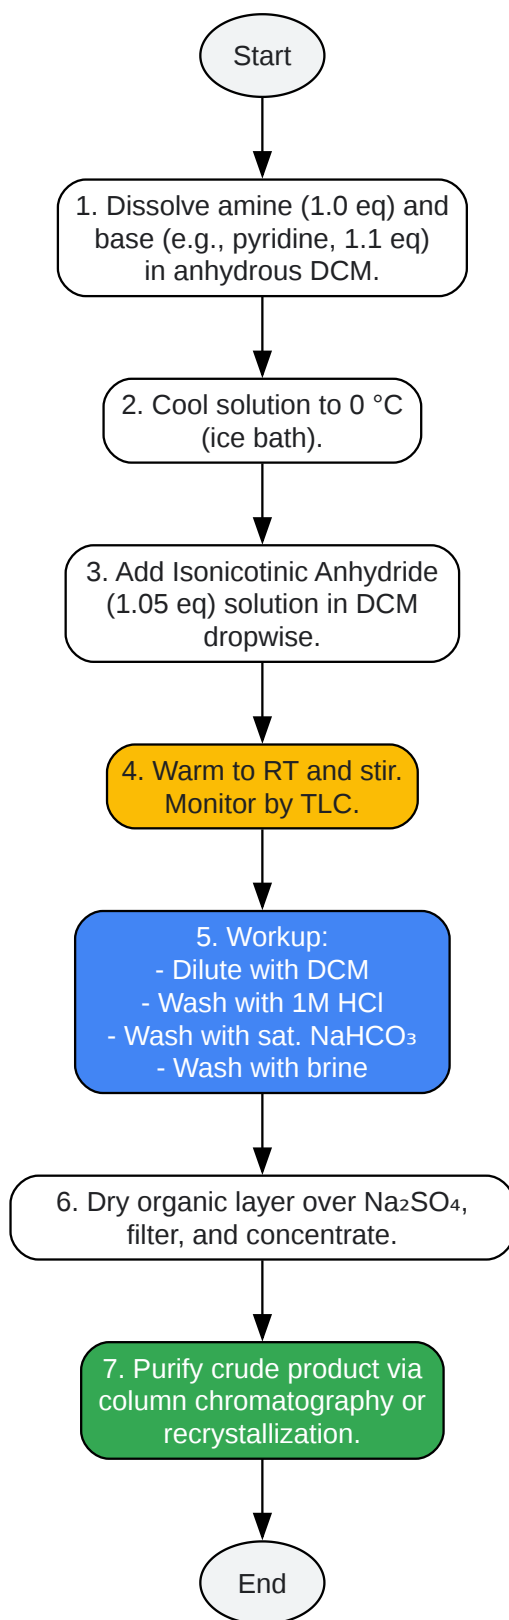 Start
1. Dissolve amine (1.0 eq) and
base (e.g., pyridine, 1.1 eq)
in anhydrous DCM.
2. Cool solution to 0 °C
(ice bath).
3. Add Isonicotinic Anhydride
(1.05 eq) solution in DCM
dropwise.
4. Warm to RT and stir.
Monitor by TLC.
5. Workup:
- Dilute with DCM
- Wash with 1M HCl
- Wash with sat. NaHCO₃
- Wash with brine
6. Dry organic layer over Na₂SO₄,
filter, and concentrate.
7. Purify crude product via
column chromatography or
recrystallization.
End